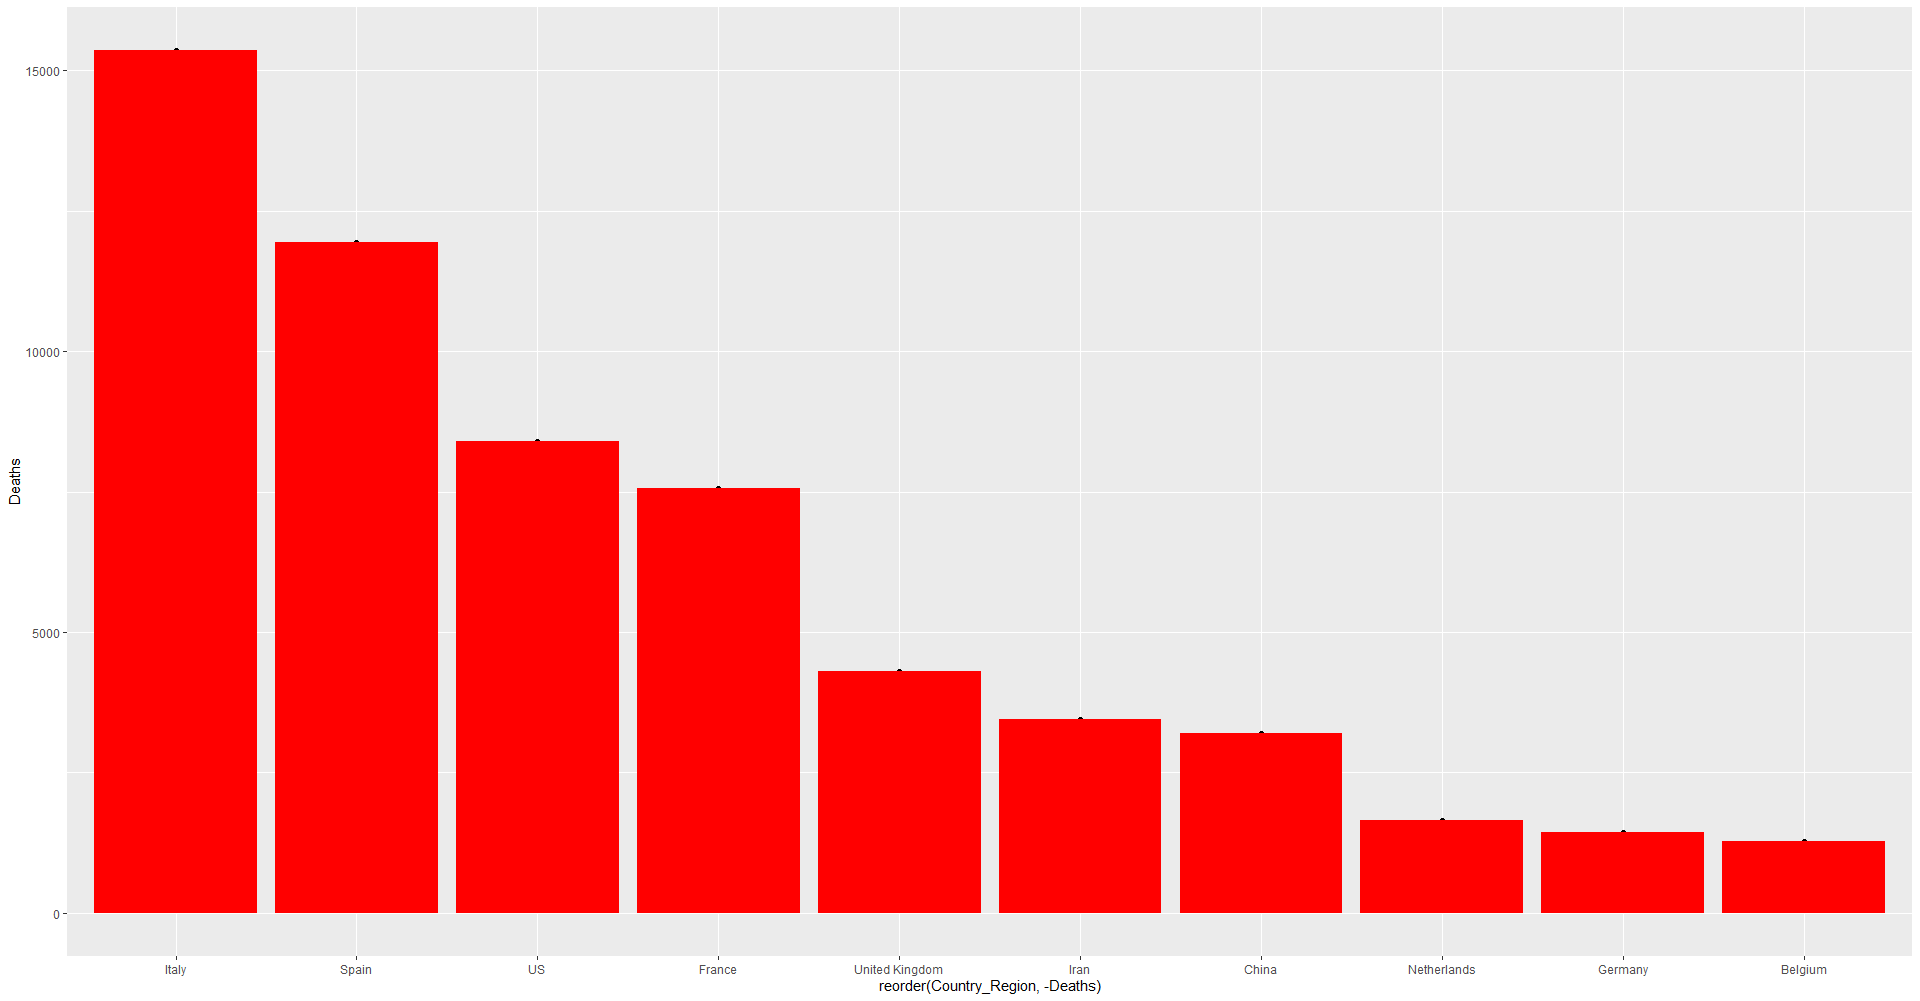 Deaths
15000
10000
5000
0
Italy Spain US France United Kingdom Iran China Netherlands Germany Belgium
reorder(Country_Region, -Deaths)